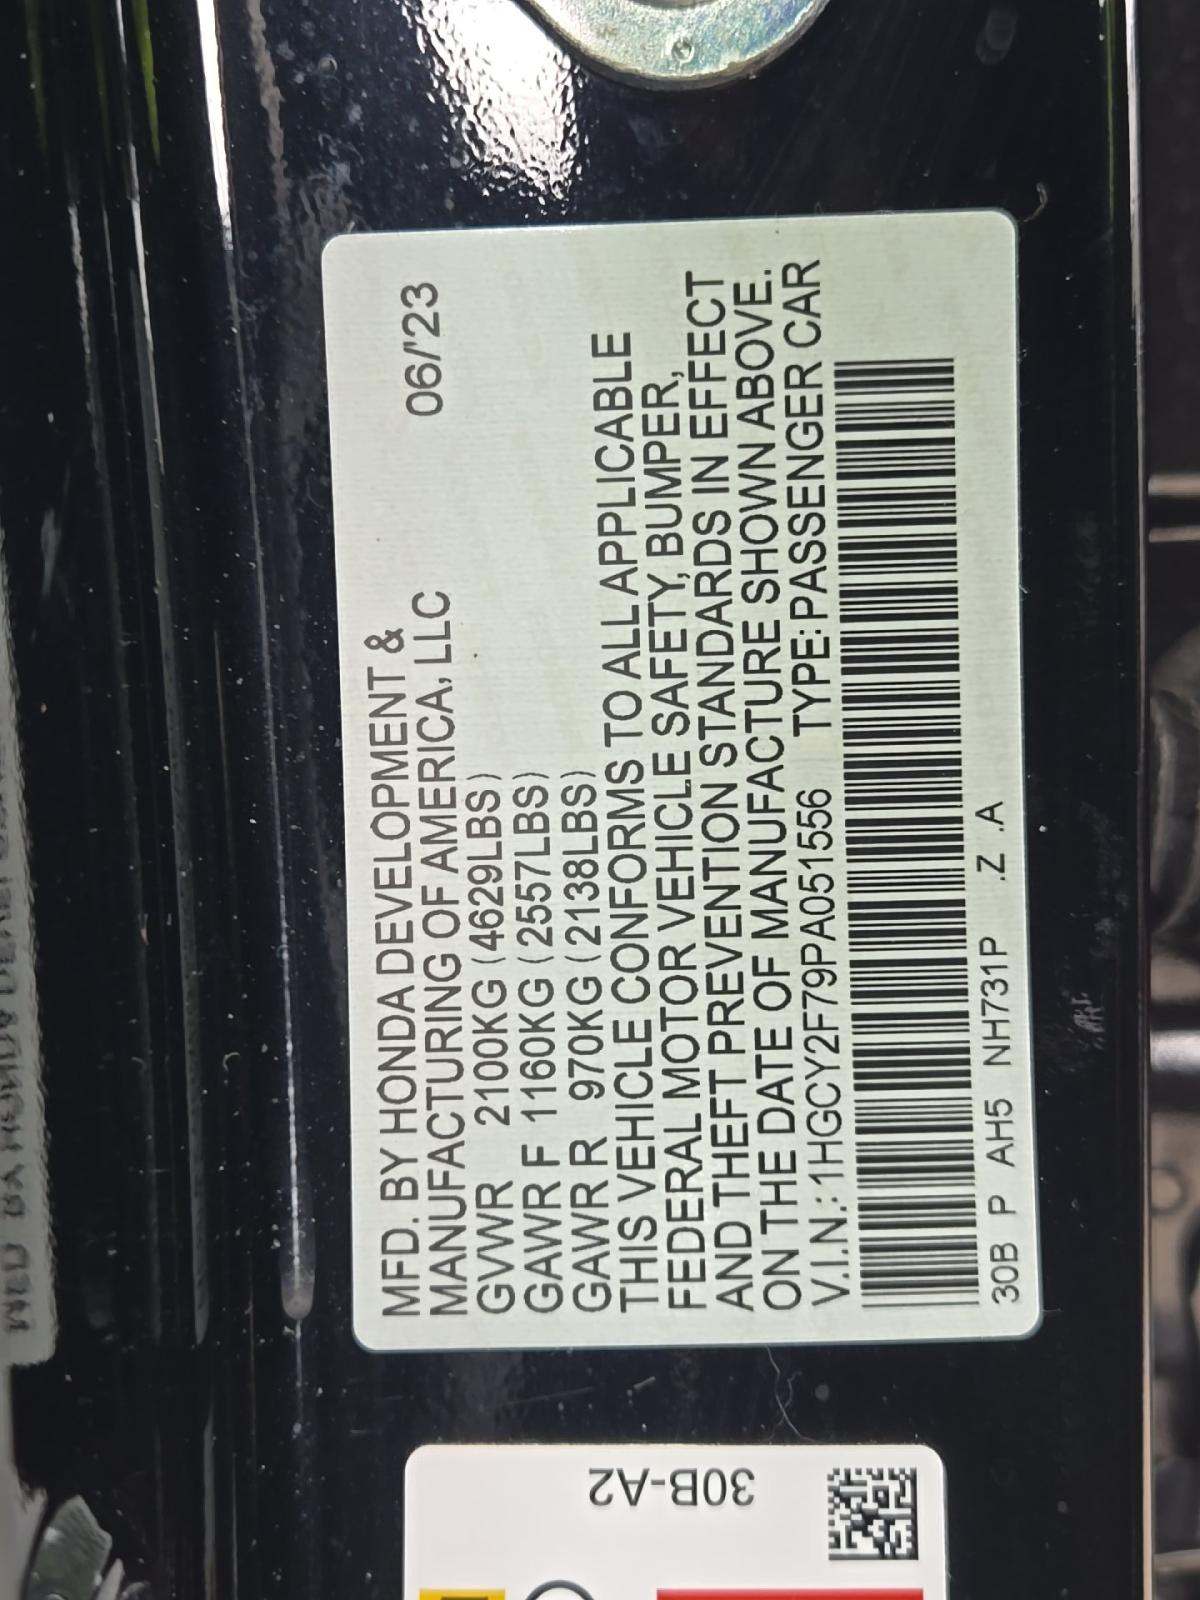 MFD. BY HONDA DEVELOPMENT &
MANUFACTURING OF AMERICA, LLC 06/'23
GVWR 2100KG (4629LBS)
GAWR F 1160KG (2557LBS)
GAWR R 970KG (2138LBS)
THIS VEHICLE CONFORMS TO ALL APPLICABLE
FEDERAL MOTOR VEHICLE SAFETY, BUMPER,
AND THEFT PREVENTION STANDARDS IN EFFECT
ON THE DATE OF MANUFACTURE SHOWN ABOVE.
V.I.N.: 1HGCY2F79PA051556 TYPE: PASSENGER CAR
30B P AH5 NH731P .Z .A
30B-A2